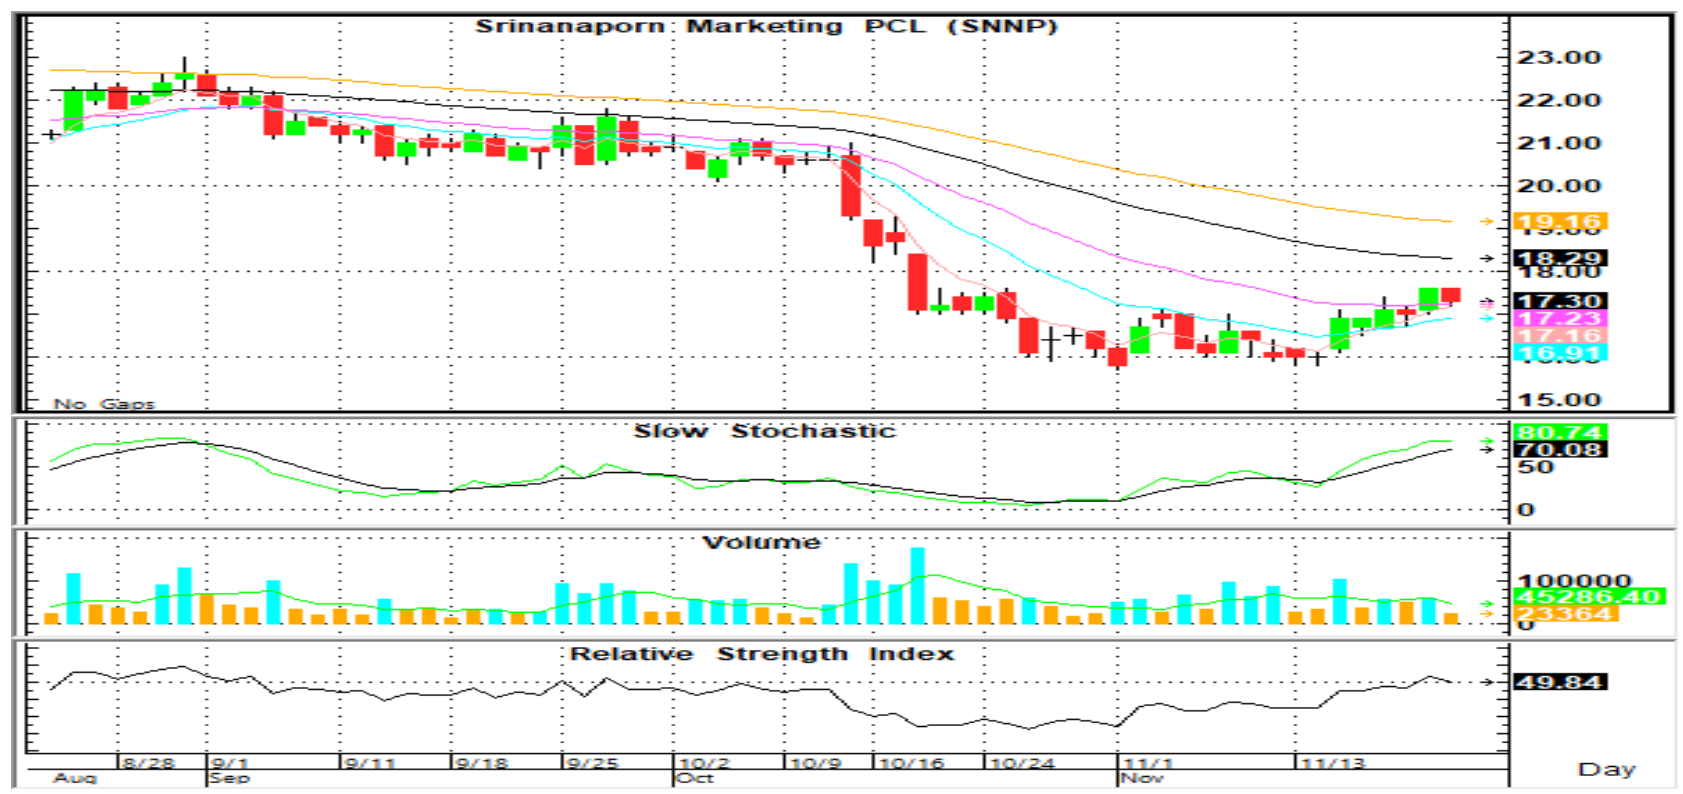 Srinanaporn Marketing PCL (SNNP)
23.00
22.00
21.00
20.00
19.16
19.00
18.29
18.00
17.30
17.23
17.16
16.91
15.00
No Gaps
Slow Stochastic
80.74
70.08
50
0
Volume
100000
45286.40
23364
0
Relative Strength Index
49.84
8/28 9/1 9/11 9/18 9/25 10/2 10/9 10/16 10/24 11/1 11/13
Aug Sep Oct Nov
Day